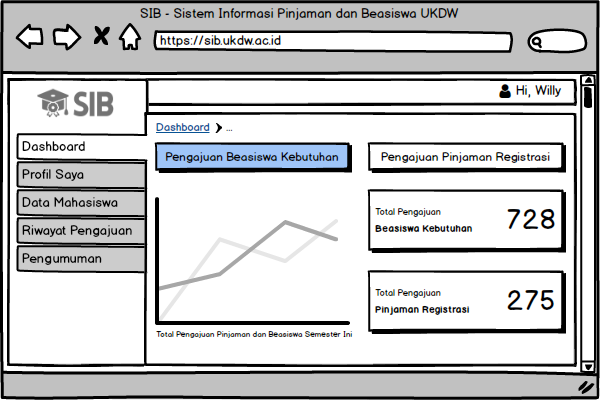 SIB - Sistem Informasi Pinjaman dan Beasiswa UKDW
https://sib.ukdw.ac.id
SIB
Hi, Willy
Dashboard
Profil Saya
Data Mahasiswa
Riwayat Pengajuan
Pengumuman
Dashboard ...
Pengajuan Beasiswa Kebutuhan
Pengajuan Pinjaman Registrasi
Total Pengajuan
Beasiswa Kebutuhan
728
Total Pengajuan
Pinjaman Registrasi
275
Total Pengajuan Pinjaman dan Beasiswa Semester Ini